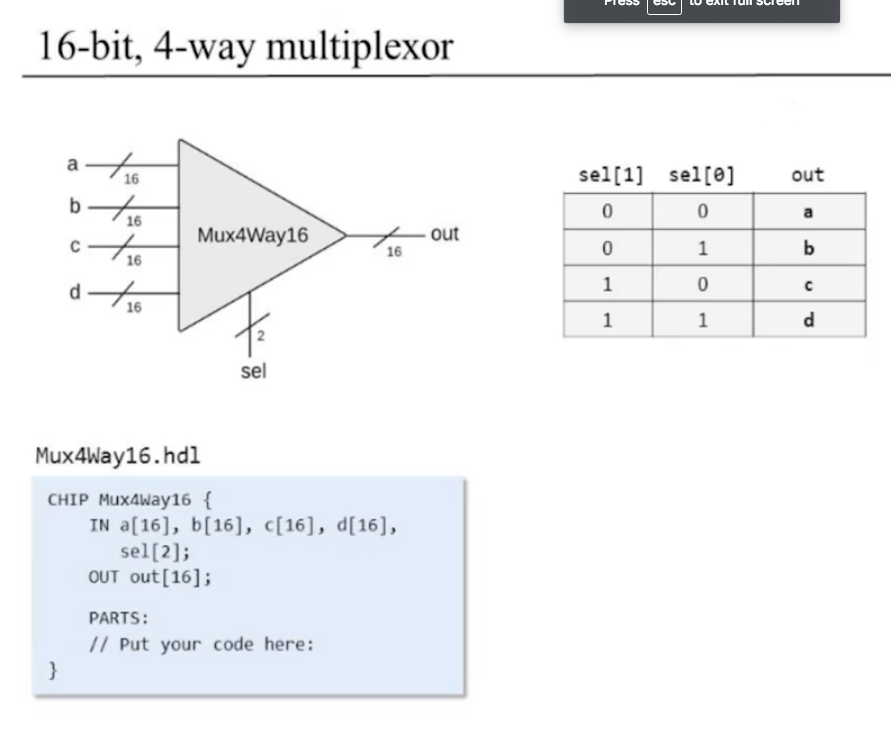 Press esc to exit full screen
16-bit, 4-way multiplexor
a
16
b
16
c
16
d
16
Mux4Way16
out
16
2
sel
sel[1] sel[0] out
0 0 a
0 1 b
1 0 c
1 1 d
Mux4Way16.hdl
CHIP Mux4Way16 {
IN a[16], b[16], c[16], d[16],
sel[2];
OUT out[16];
PARTS:
// Put your code here:
}